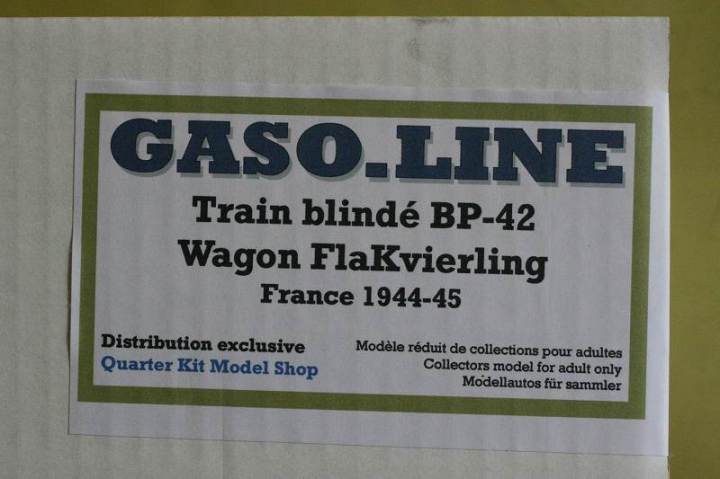 GASO.LINE
Train blindé BP-42
Wagon FlaKvierling
France 1944-45
Distribution exclusive
Quarter Kit Model Shop
Modèle réduit de collections pour adultes
Collectors model for adult only
Modellautos für sammler